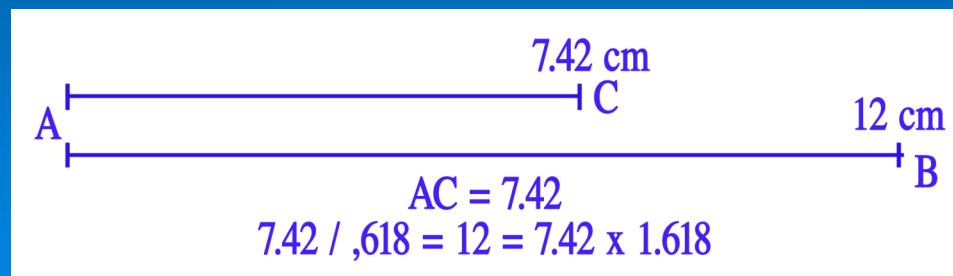 7.42 cm
A
C
12 cm
B
AC = 7.42
7.42 / ,618 = 12 = 7.42 x 1.618